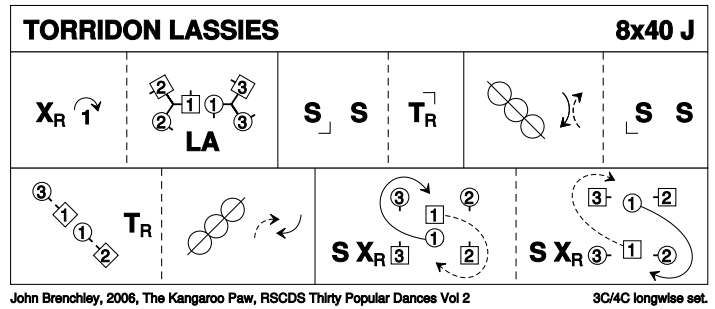 TORRIDON LASSIES 8x40 J
XR 1 2 2 1 1 3 3 LA S S TR S S
3 1 1 2 TR S XR 3 2 1 1 3 2 S XR 3 1 2 3 1 2
John Brenchley, 2006, The Kangaroo Paw, RSCDS Thirty Popular Dances Vol 2 3C/4C longwise set.